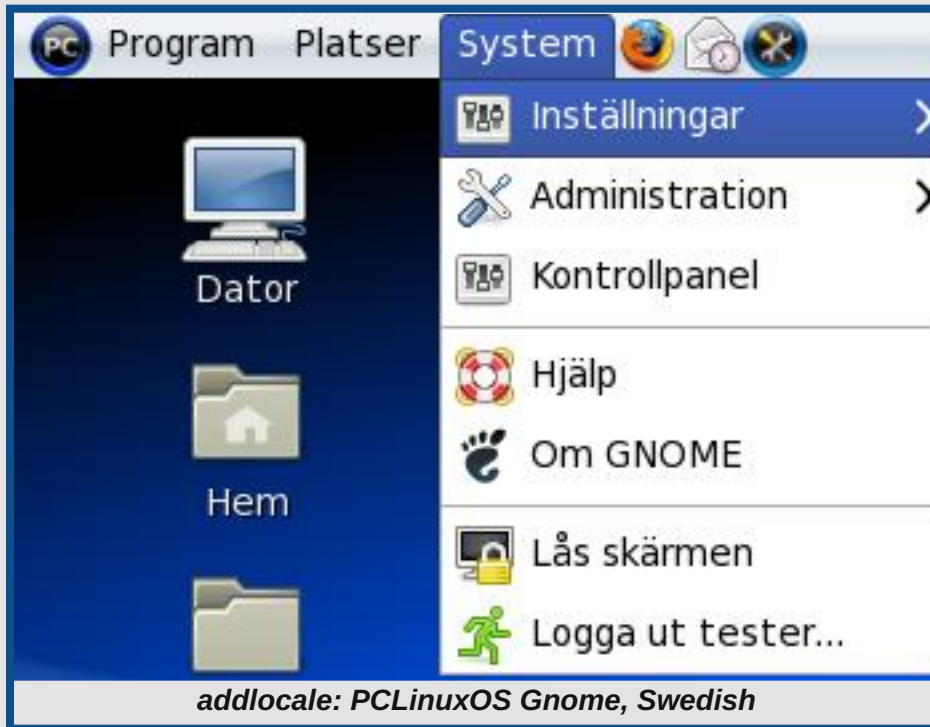 PC Program Platser System
Inställningar
Administration
Dator
Kontrollpanel
Hjälp
Om GNOME
Hem
Lås skärmen
Logga ut tester...
addlocale: PCLinuxOS Gnome, Swedish